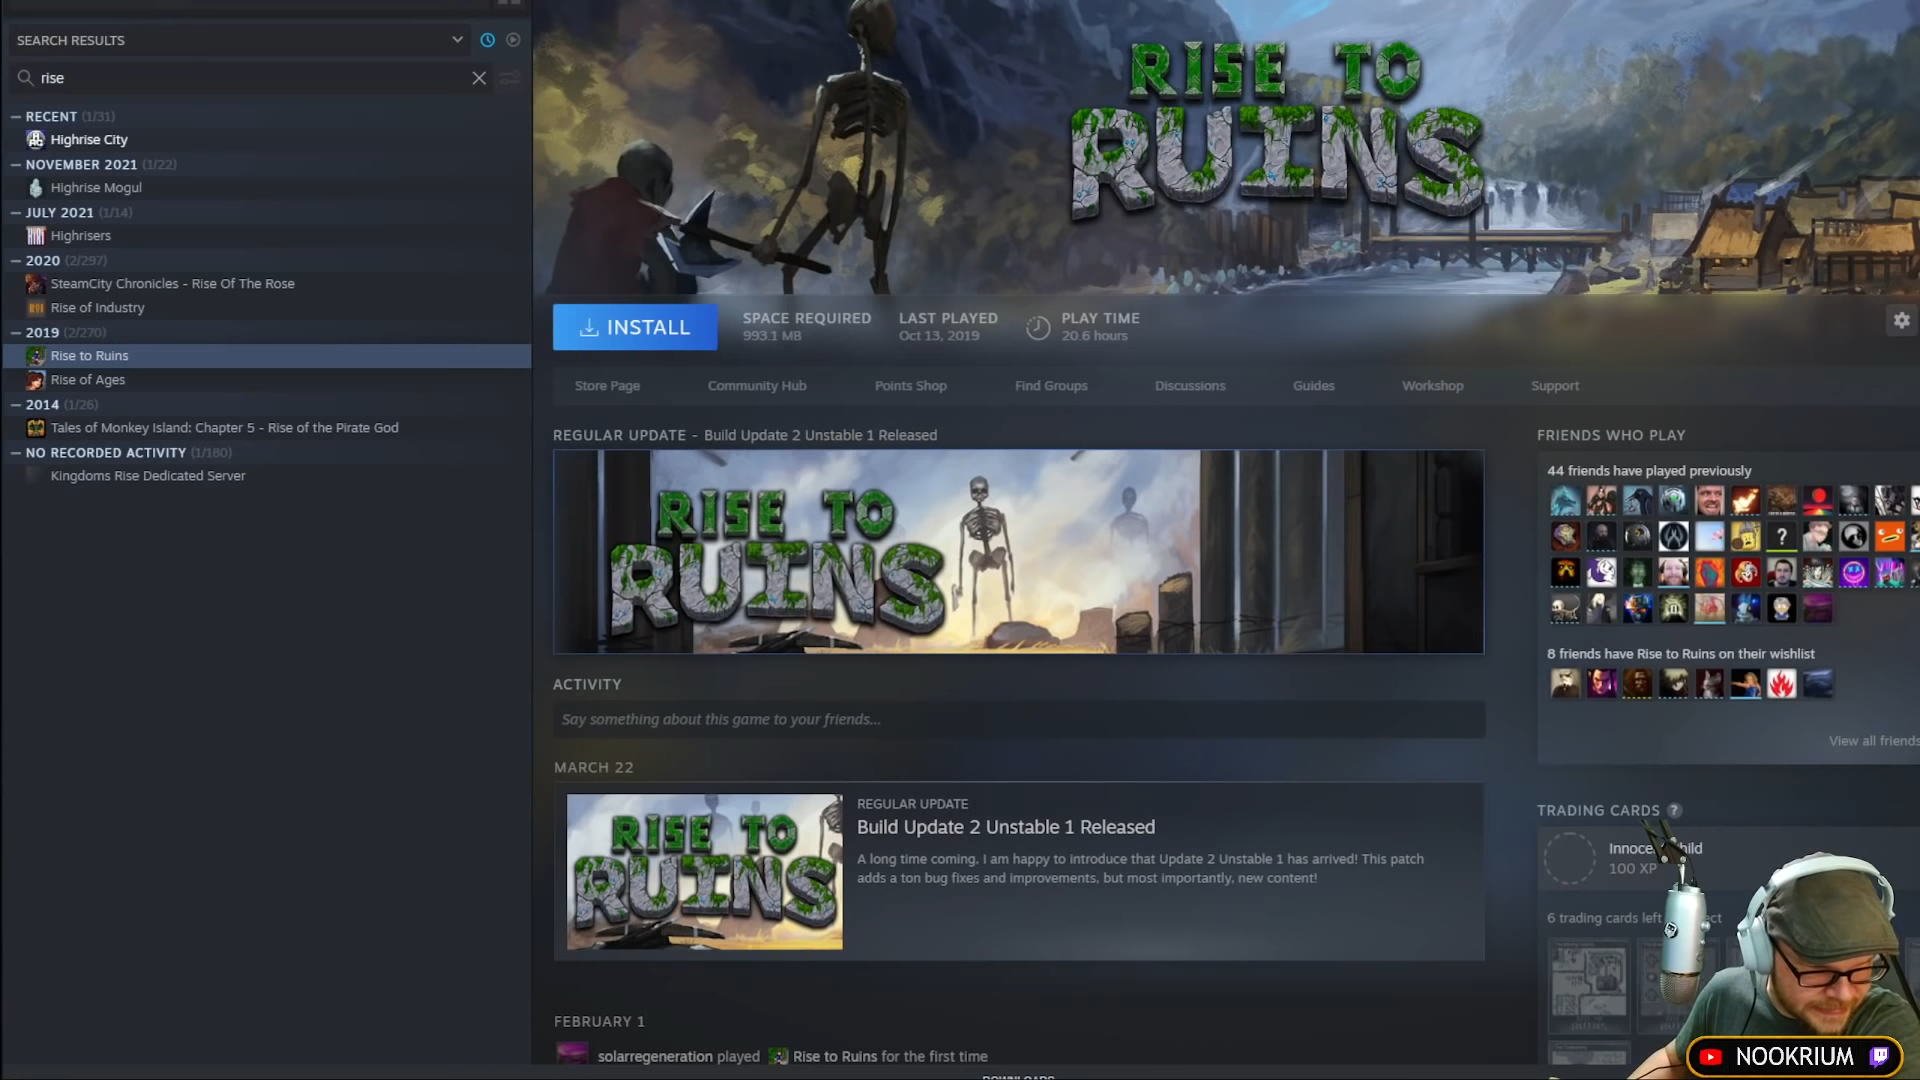 SEARCH RESULTS
rise
RECENT (1/31)
Highrise City
NOVEMBER 2021 (1/22)
Highrise Mogul
JULY 2021 (1/14)
Highrisers
2020 (2/297)
SteamCity Chronicles - Rise Of The Rose
Rise of Industry
2019 (2/270)
Rise to Ruins
Rise of Ages
2014 (1/26)
Tales of Monkey Island: Chapter 5 - Rise of the Pirate God
NO RECORDED ACTIVITY (1/180)
Kingdoms Rise Dedicated Server
RISE TO
RUINS
INSTALL
SPACE REQUIRED
993.1 MB
LAST PLAYED
Oct 13, 2019
PLAY TIME
20.6 hours
Store Page
Community Hub
Points Shop
Find Groups
Discussions
Guides
Workshop
Support
REGULAR UPDATE - Build Update 2 Unstable 1 Released
RISE TO
RUINS
ACTIVITY
Say something about this game to your friends...
MARCH 22
RISE TO
RUINS
REGULAR UPDATE
Build Update 2 Unstable 1 Released
A long time coming, I am happy to introduce that Update 2 Unstable 1 has arrived! This patch
adds a ton bug fixes and improvements, but most importantly, new content!
FEBRUARY 1
solarregeneration played Rise to Ruins for the first time
FRIENDS WHO PLAY
44 friends have played previously
8 friends have Rise to Ruins on their wishlist
View all friends
TRADING CARDS ?
100 XP
6 trading cards left
NOOKRIUM